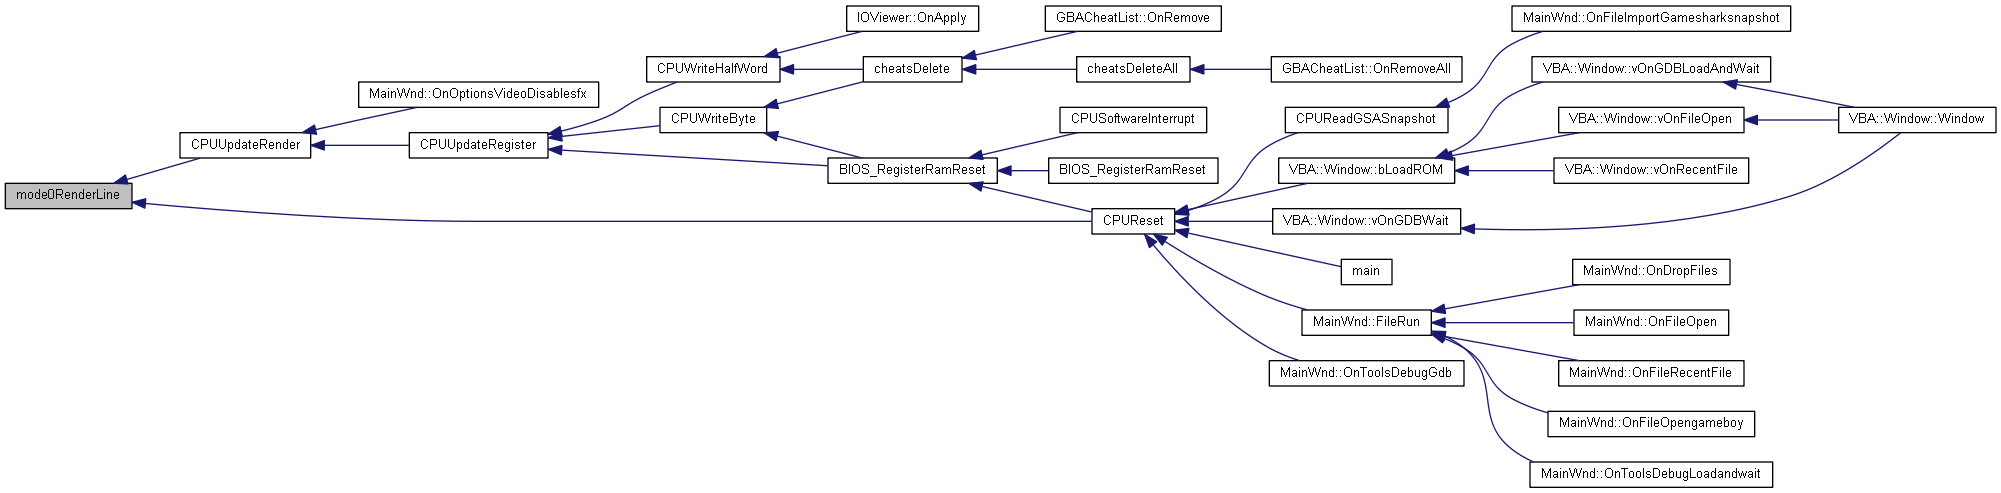 mode0RenderLine
CPUUpdateRender
MainWnd::OnOptionsVideoDisablesfx
CPUUpdateRegister
CPUWriteHalfWord
CPUWriteByte
IOViewer::OnApply
cheatsDelete
BIOS_RegisterRamReset
GBACheatList::OnRemove
cheatsDeleteAll
GBACheatList::OnRemoveAll
CPUSoftwareInterrupt
BIOS_RegisterRamReset
CPUReset
CPUReadGSASnapshot
MainWnd::OnFileImportGamesharksnapshot
VBA::Window::bLoadROM
VBA::Window::vOnGDBLoadAndWait
VBA::Window::vOnFileOpen
VBA::Window::vOnRecentFile
VBA::Window::Window
VBA::Window::vOnGDBWait
main
MainWnd::FileRun
MainWnd::OnDropFiles
MainWnd::OnFileOpen
MainWnd::OnFileRecentFile
MainWnd::OnFileOpengameboy
MainWnd::OnToolsDebugLoadandwait
MainWnd::OnToolsDebugGdb